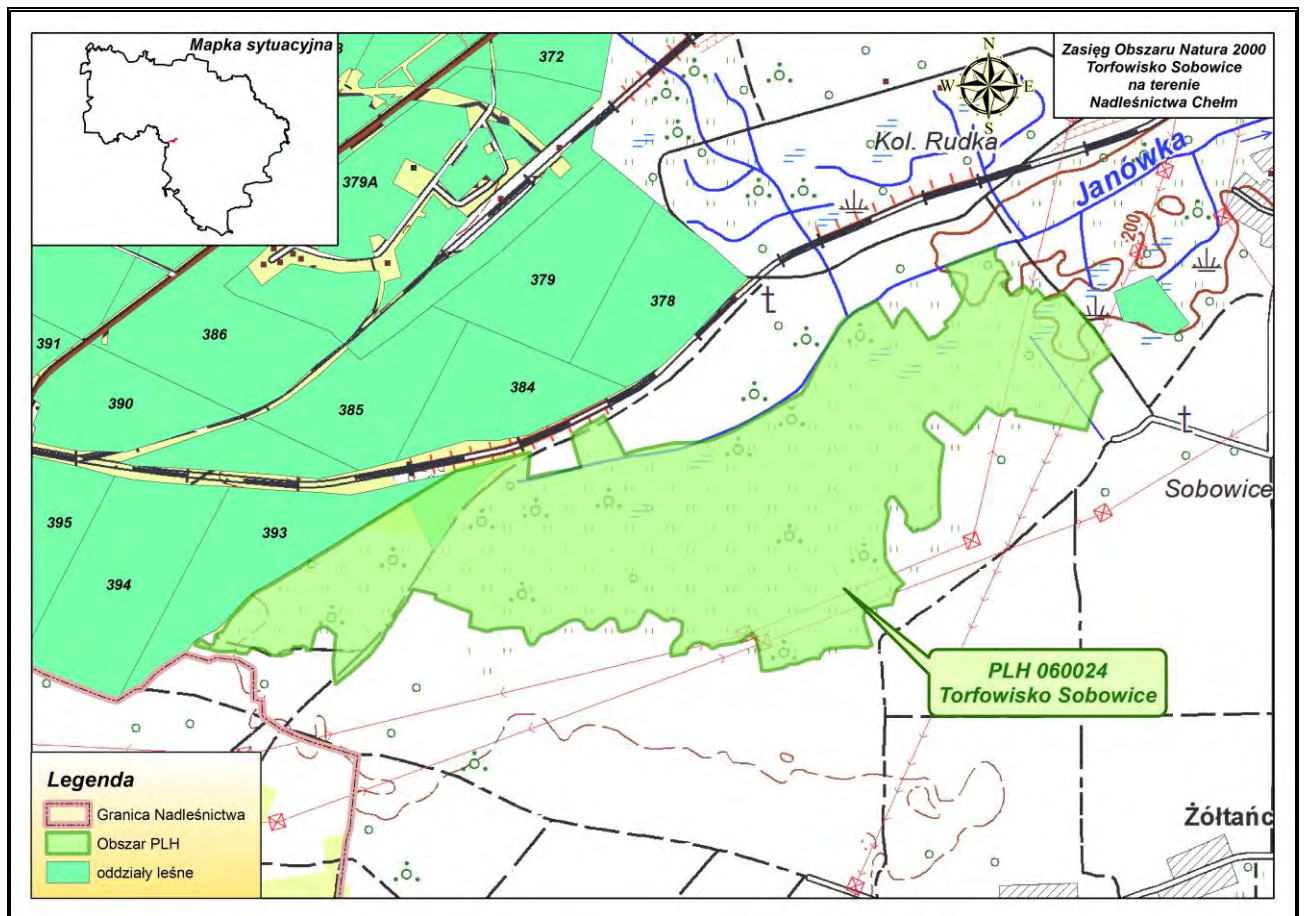 Mapka sytuacyjna
Zasięg Obszaru Natura 2000
Torfowisko Sobowice
na terenie
Nadleśnictwa Chełm
N
W
E
S
372
379A
Kol. Rudka
Janówka
200
379
378
386
391
390
385
384
t
t
Sobowice
395
393
394
PLH 060024
Torfowisko Sobowice
Żółtańc
Legenda
Granica Nadleśnictwa
Obszar PLH
oddziały leśne